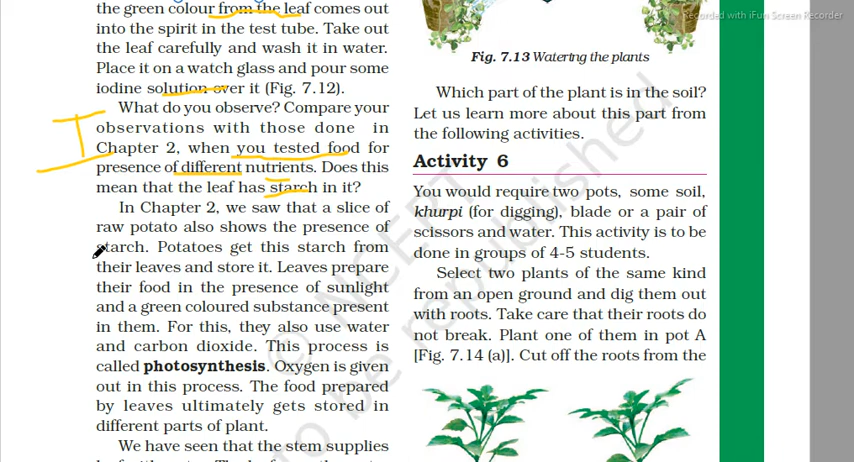 the green colour from the leaf comes out
into the spirit in the test tube. Take out
the leaf carefully and wash it in water.
Place it on a watch glass and pour some
iodine solution over it (Fig. 7.12).
What do you observe? Compare your
observations with those done in
Chapter 2, when you tested food for
presence of different nutrients. Does this
mean that the leaf has starch in it?
In Chapter 2, we saw that a slice of
raw potato also shows the presence of
starch. Potatoes get this starch from
their leaves and store it. Leaves prepare
their food in the presence of sunlight
and a green coloured substance present
in them. For this, they also use water
and carbon dioxide. This process is
called photosynthesis. Oxygen is given
out in this process. The food prepared
by leaves ultimately gets stored in
different parts of plant.
We have seen that the stem supplies
Recorded with iFun Screen Recorder
Fig. 7.13 Watering the plants
Which part of the plant is in the soil?
Let us learn more about this part from
the following activities.
Activity 6
You would require two pots, some soil,
khurpi (for digging), blade or a pair of
scissors and water. This activity is to be
done in groups of 4-5 students.
Select two plants of the same kind
from an open ground and dig them out
with roots. Take care that their roots do
not break. Plant one of them in pot A
[Fig. 7.14 (a)]. Cut off the roots from the
© NCERT
to be republished